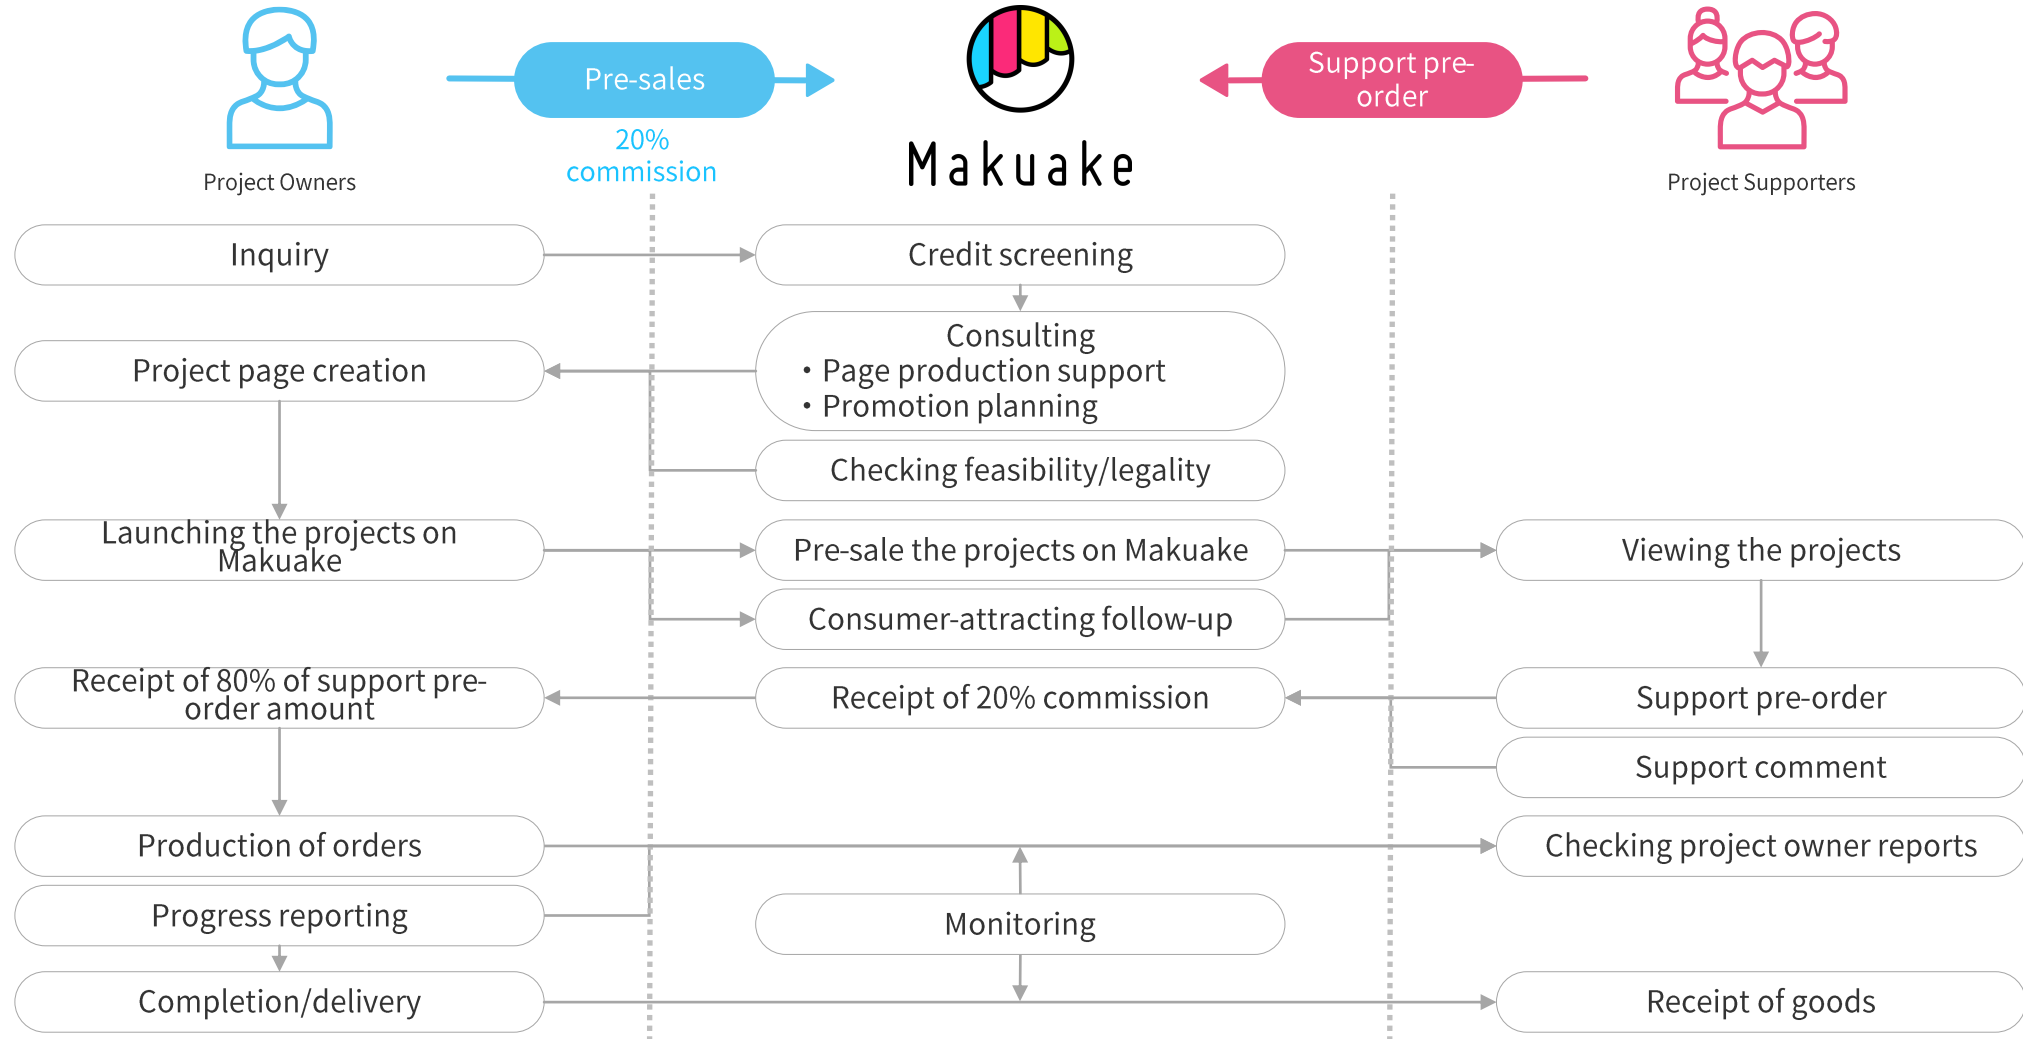 Pre-sales
Support pre-
order
20%
commission
Makuake
Project Owners
Project Supporters
Inquiry
Credit screening
Consulting
・Page production support
・Promotion planning
Project page creation
Checking feasibility/legality
Launching the projects on
Makuake
Pre-sale the projects on Makuake
Viewing the projects
Consumer-attracting follow-up
Receipt of 80% of support pre-
order amount
Receipt of 20% commission
Support pre-order
Support comment
Production of orders
Checking project owner reports
Progress reporting
Monitoring
Completion/delivery
Receipt of goods